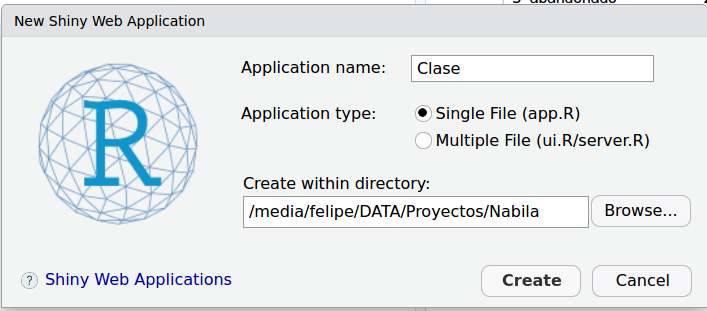 New Shiny Web Application
Application name: Clase
Application type: Single File (app.R)
Multiple File (ui.R/server.R)
R
Create within directory:
/media/felipe/DATA/Proyectos/Nabila Browse...
? Shiny Web Applications Create Cancel